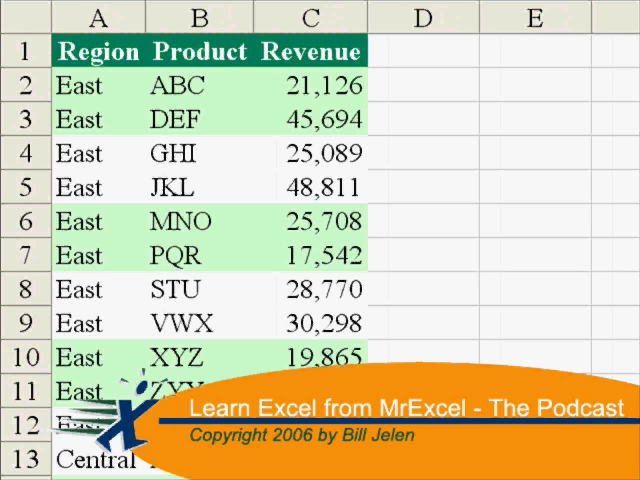 A B C D E
1 Region Product Revenue
2 East ABC 21,126
3 East DEF 45,694
4 East GHI 25,089
5 East JKL 48,811
6 East MNO 25,708
7 East PQR 17,542
8 East STU 28,770
9 East VWX 30,298
10 East XYZ 19,865
11 East
12 East
13 Central
Learn Excel from MrExcel - The Podcast
Copyright 2006 by Bill Jelen